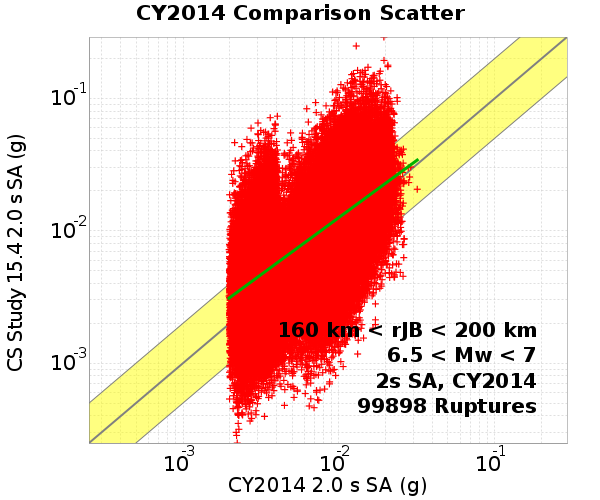 CY2014 Comparison Scatter
CS Study 15.4 2.0 s SA (g)
10-1
10-2
10-3
160 km < rJB < 200 km
6.5 < Mw < 7
2s SA, CY2014
99898 Ruptures
10-3 10-2 10-1
CY2014 2.0 s SA (g)